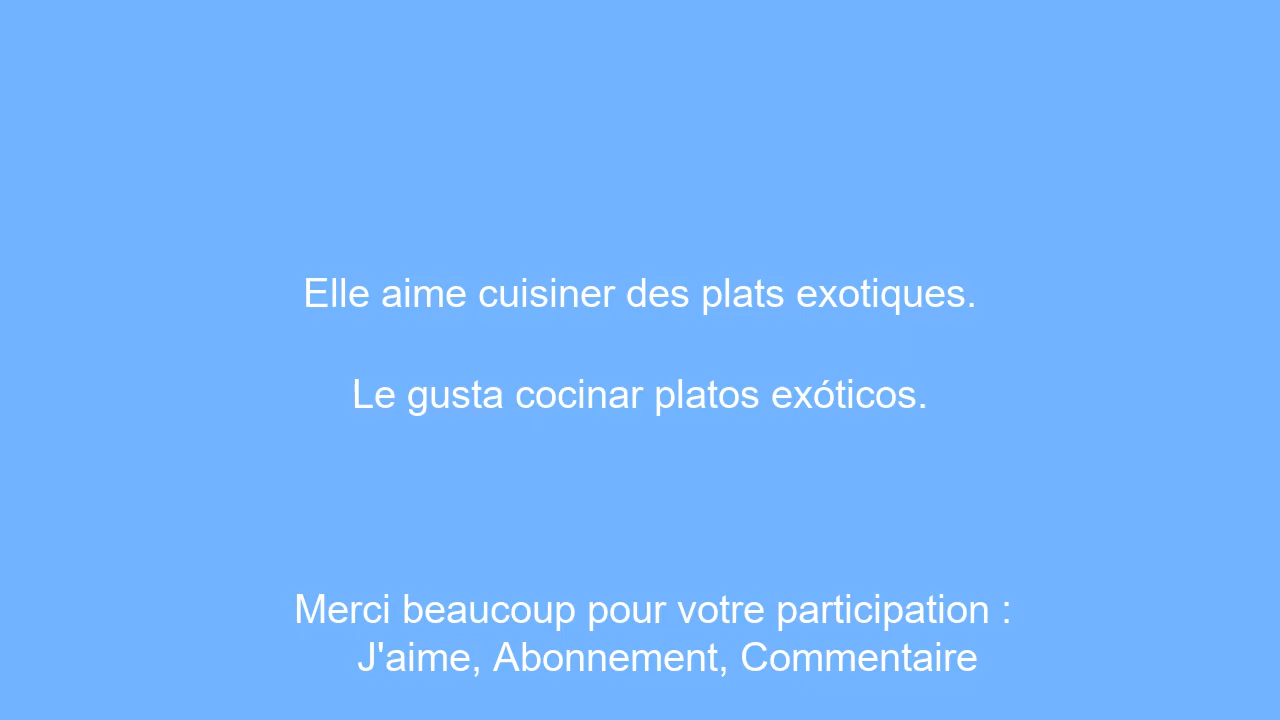 Elle aime cuisiner des plats exotiques.
Le gusta cocinar platos exóticos.
Merci beaucoup pour votre participation :
J'aime, Abonnement, Commentaire